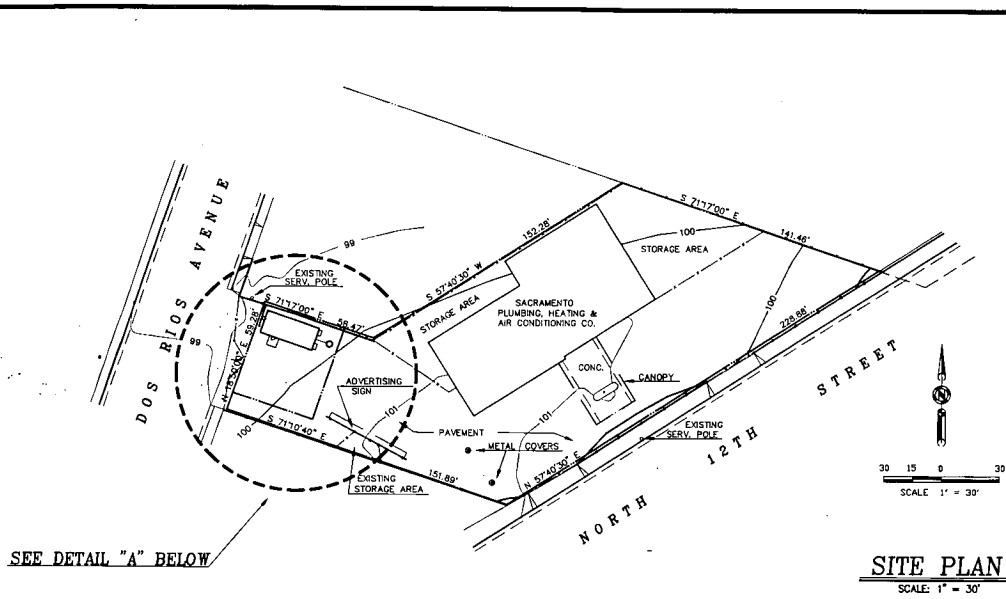 DOS RIOS AVENUE
99
99
EXISTING
SERV. POLE
S 71°17'00" E
58.47'
N 18°50'00" E 59.28'
100
S 71°10'40" E
151.89'
ADVERTISING
SIGN
EXISTING
STORAGE AREA
101
PAVEMENT
METAL COVERS
S 57°40'30" W
152.28'
STORAGE AREA
SACRAMENTO
PLUMBING, HEATING &
AIR CONDITIONING CO.
STORAGE AREA
100
S 71°17'00" E
141.46'
100
CONC.
CANOPY
101
EXISTING
SERV. POLE
N 57°40'30" E
228.88'
NORTH 12TH STREET
N
30 15 0 30
SCALE 1" = 30'
SEE DETAIL "A" BELOW
SITE PLAN
SCALE: 1" = 30'